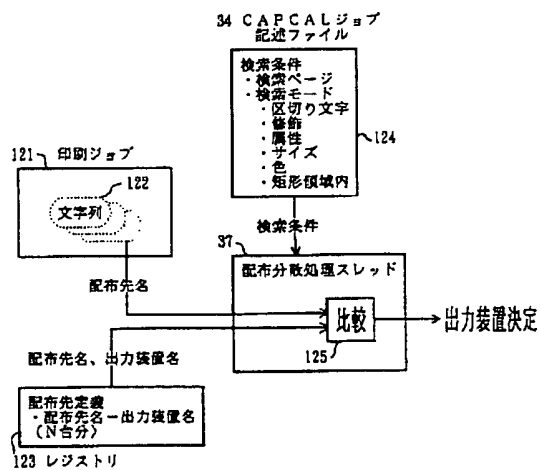 34 CAPCALジョブ
記述ファイル
検索条件
・検索ページ
・検索モード
・区切り文字
・修飾
・属性
・サイズ
・色
・矩形領域内
124
121 印刷ジョブ
122
文字列
検索条件
37
配布分散処理スレッド
配布先名
比較
出力装置決定
125
配布先名、出力装置名
配布先定義
・配布先名－出力装置名
(N台分)
123 レジストリ